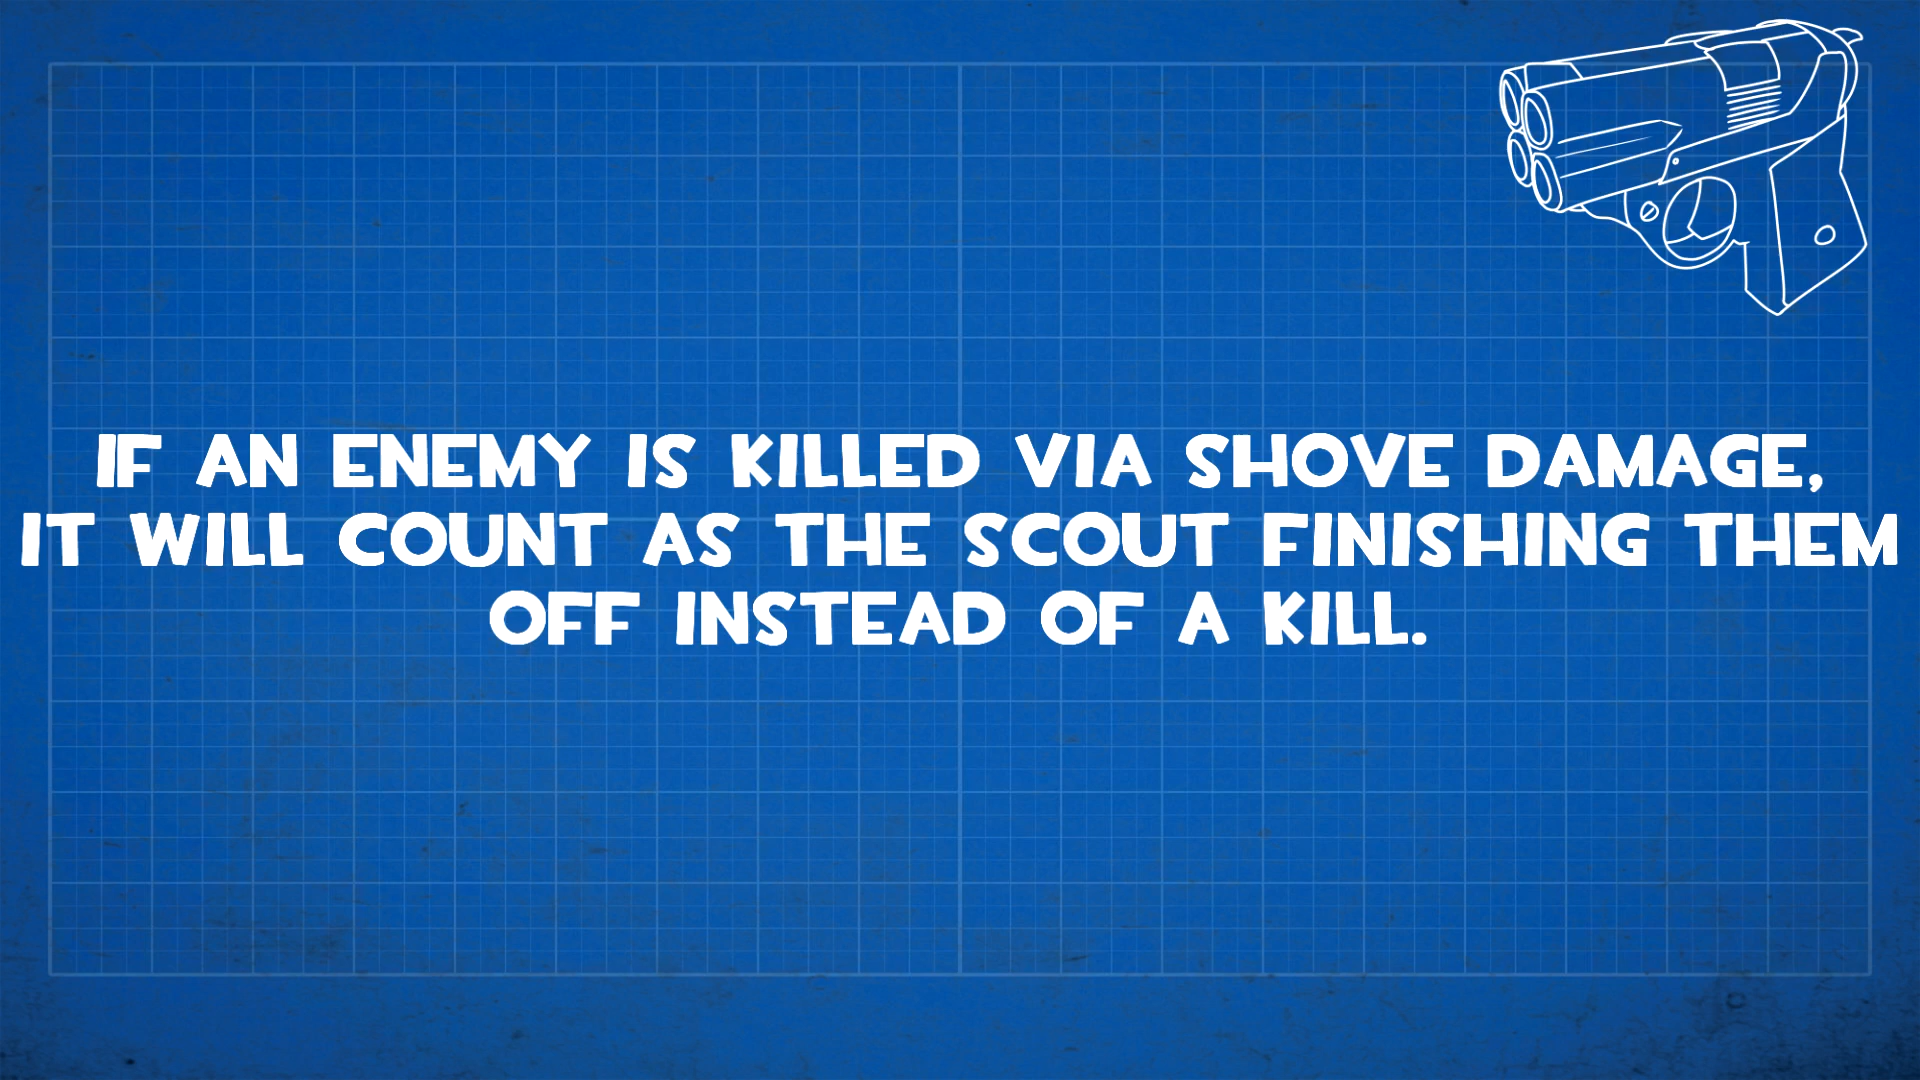 IF AN ENEMY IS KILLED VIA SHOVE DAMAGE,
IT WILL COUNT AS THE SCOUT FINISHING THEM
OFF INSTEAD OF A KILL.